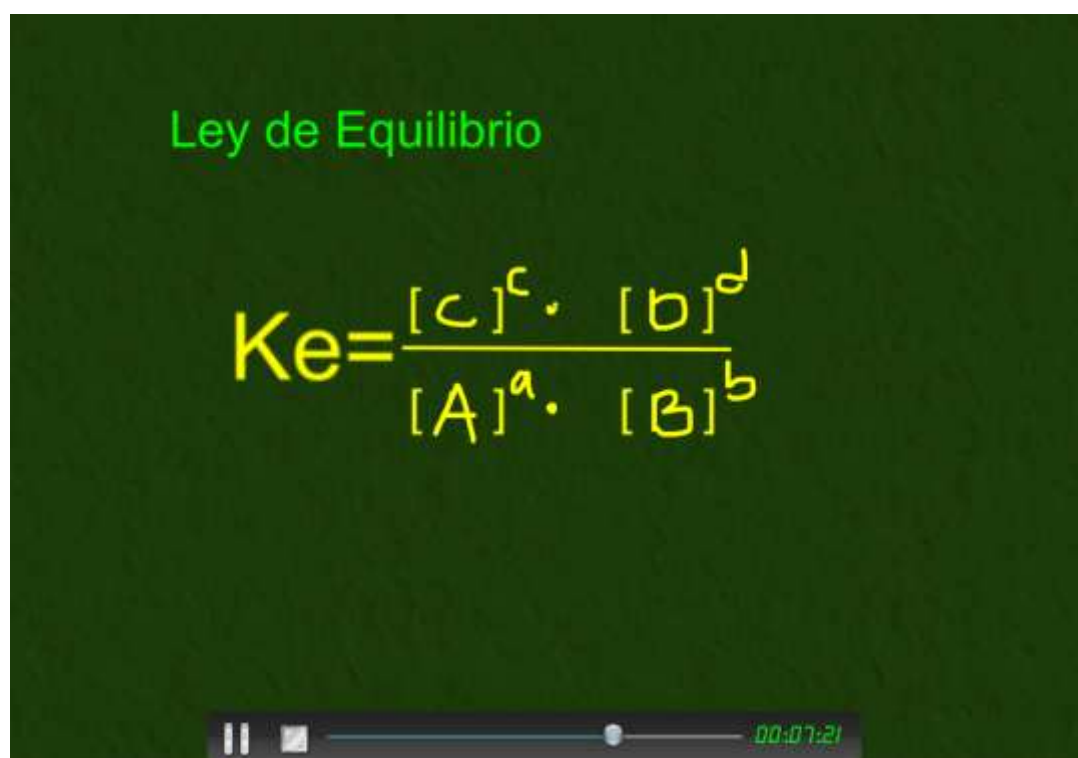 Ley de Equilibrio
Ke= [C]^c · [D]^d / [A]^a · [B]^b
00:07:21